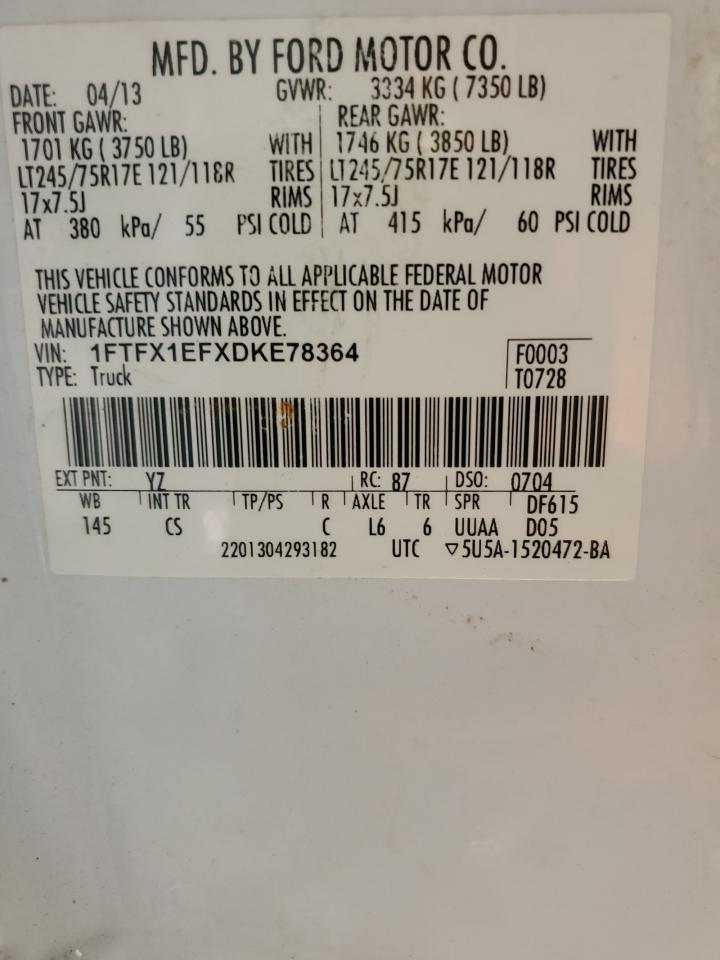 MFD. BY FORD MOTOR CO.
DATE: 04/13 GVWR: 3334 KG ( 7350 LB)
FRONT GAWR: REAR GAWR:
1701 KG ( 3750 LB) WITH 1746 KG ( 3850 LB) WITH
LT245/75R17E 121/118R TIRES LT245/75R17E 121/118R TIRES
17x7.5J RIMS 17x7.5J RIMS
AT 380 kPa/ 55 PSI COLD AT 415 kPa/ 60 PSI COLD
THIS VEHICLE CONFORMS TO ALL APPLICABLE FEDERAL MOTOR
VEHICLE SAFETY STANDARDS IN EFFECT ON THE DATE OF
MANUFACTURE SHOWN ABOVE.
VIN: 1FTFX1EFXDKE78364 F0003
TYPE: Truck T0728
EXT PNT: YZ RC: 87 DSO: 0704
WB INT TR TP/PS R AXLE TR SPR DF615
145 CS C L6 6 UUAA D05
2201304293182 UTC ▽5U5A-1520472-BA